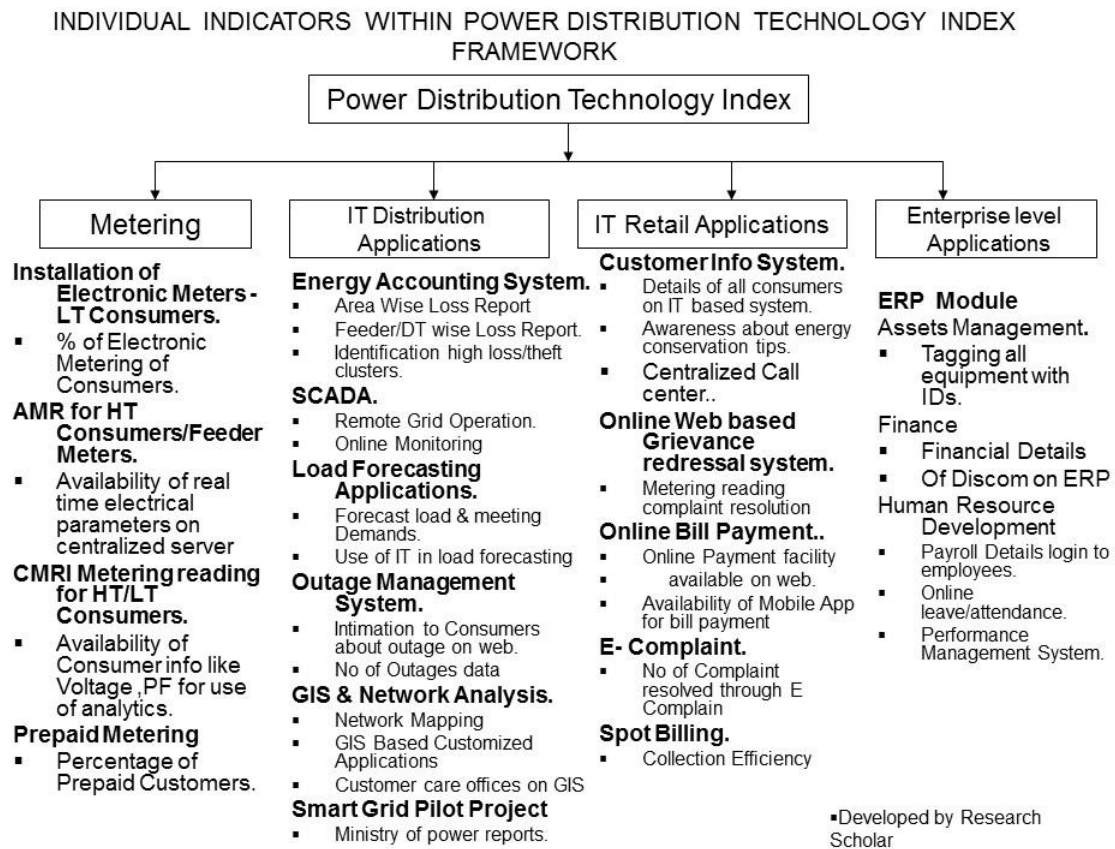 INDIVIDUAL INDICATORS WITHIN POWER DISTRIBUTION TECHNOLOGY INDEX
FRAMEWORK
Power Distribution Technology Index
Metering
Installation of
Electronic Meters -
LT Consumers.
▪ % of Electronic
Metering of
Consumers.
AMR for HT
Consumers/Feeder
Meters.
▪ Availability of real
time electrical
parameters on
centralized server
CMRI Metering reading
for HT/LT
Consumers.
▪ Availability of
Consumer info like
Voltage ,PF for use
of analytics.
Prepaid Metering
▪ Percentage of
Prepaid Customers.
IT Distribution
Applications
Energy Accounting System.
▪ Area Wise Loss Report
▪ Feeder/DT wise Loss Report.
▪ Identification high loss/theft
clusters.
SCADA.
▪ Remote Grid Operation.
▪ Online Monitoring
Load Forecasting
Applications.
▪ Forecast load & meeting
Demands.
▪ Use of IT in load forecasting
Outage Management
System.
▪ Intimation to Consumers
about outage on web.
▪ No of Outages data
GIS & Network Analysis.
▪ Network Mapping
▪ GIS Based Customized
Applications
▪ Customer care offices on GIS
Smart Grid Pilot Project
▪ Ministry of power reports.
IT Retail Applications
Customer Info System.
▪ Details of all consumers
on IT based system.
▪ Awareness about energy
conservation tips.
▪ Centralized Call
center..
Online Web based
Grievance
redressal system.
▪ Metering reading
complaint resolution
Online Bill Payment..
▪ Online Payment facility
▪ available on web.
▪ Availability of Mobile App
for bill payment
E- Complaint.
▪ No of Complaint
resolved through E
Complain
Spot Billing.
▪ Collection Efficiency
Enterprise level
Applications
ERP Module
Assets Management.
▪ Tagging all
equipment with
IDs.
Finance
▪ Financial Details
▪ Of Discom on ERP
Human Resource
Development
▪ Payroll Details login to
employees.
▪ Online
leave/attendance.
▪ Performance
Management System.
▪Developed by Research
Scholar